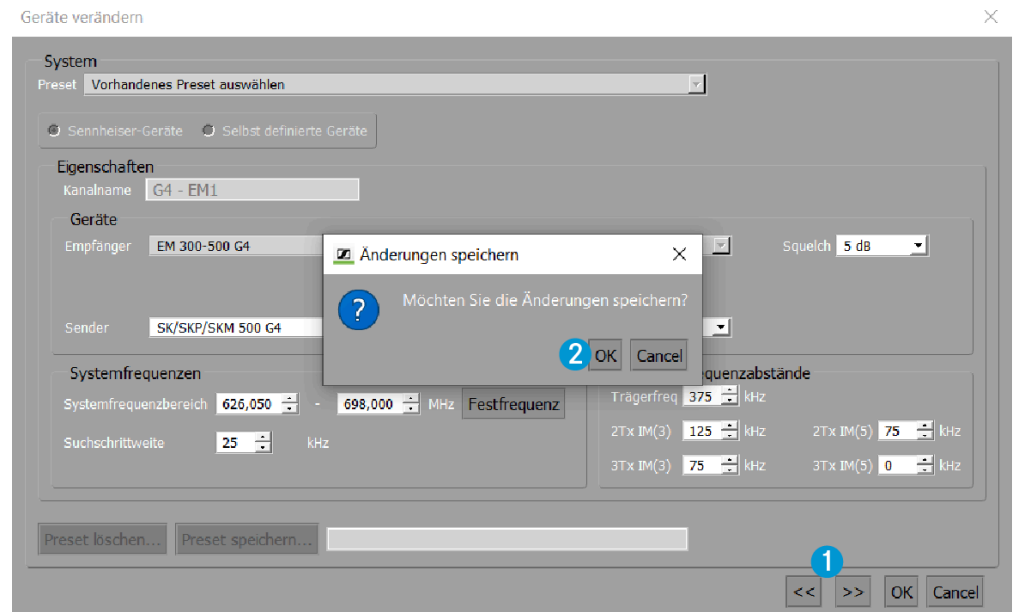 Geräte verändern
System
Preset Vorhandenes Preset auswählen
Sennheiser-Geräte Selbst definierte Geräte
Eigenschaften
Kanalname G4 - EM1
Geräte
Empfänger EM 300-500 G4 Squelch 5 dB
Änderungen speichern
Möchten Sie die Änderungen speichern?
?
Sender SK/SKP/SKM 500 G4
2 OK Cancel
Systemfrequenzen equenzabstände
Systemfrequenzbereich 626,050 - 698,000 MHz Festfrequenz Trägerfreq 375 kHz
2Tx IM(3) 125 kHz 2Tx IM(5) 75 kHz
Suchschrittweite 25 kHz
3Tx IM(3) 75 kHz 3Tx IM(5) 0 kHz
Preset löschen... Preset speichern...
1
<< >> OK Cancel